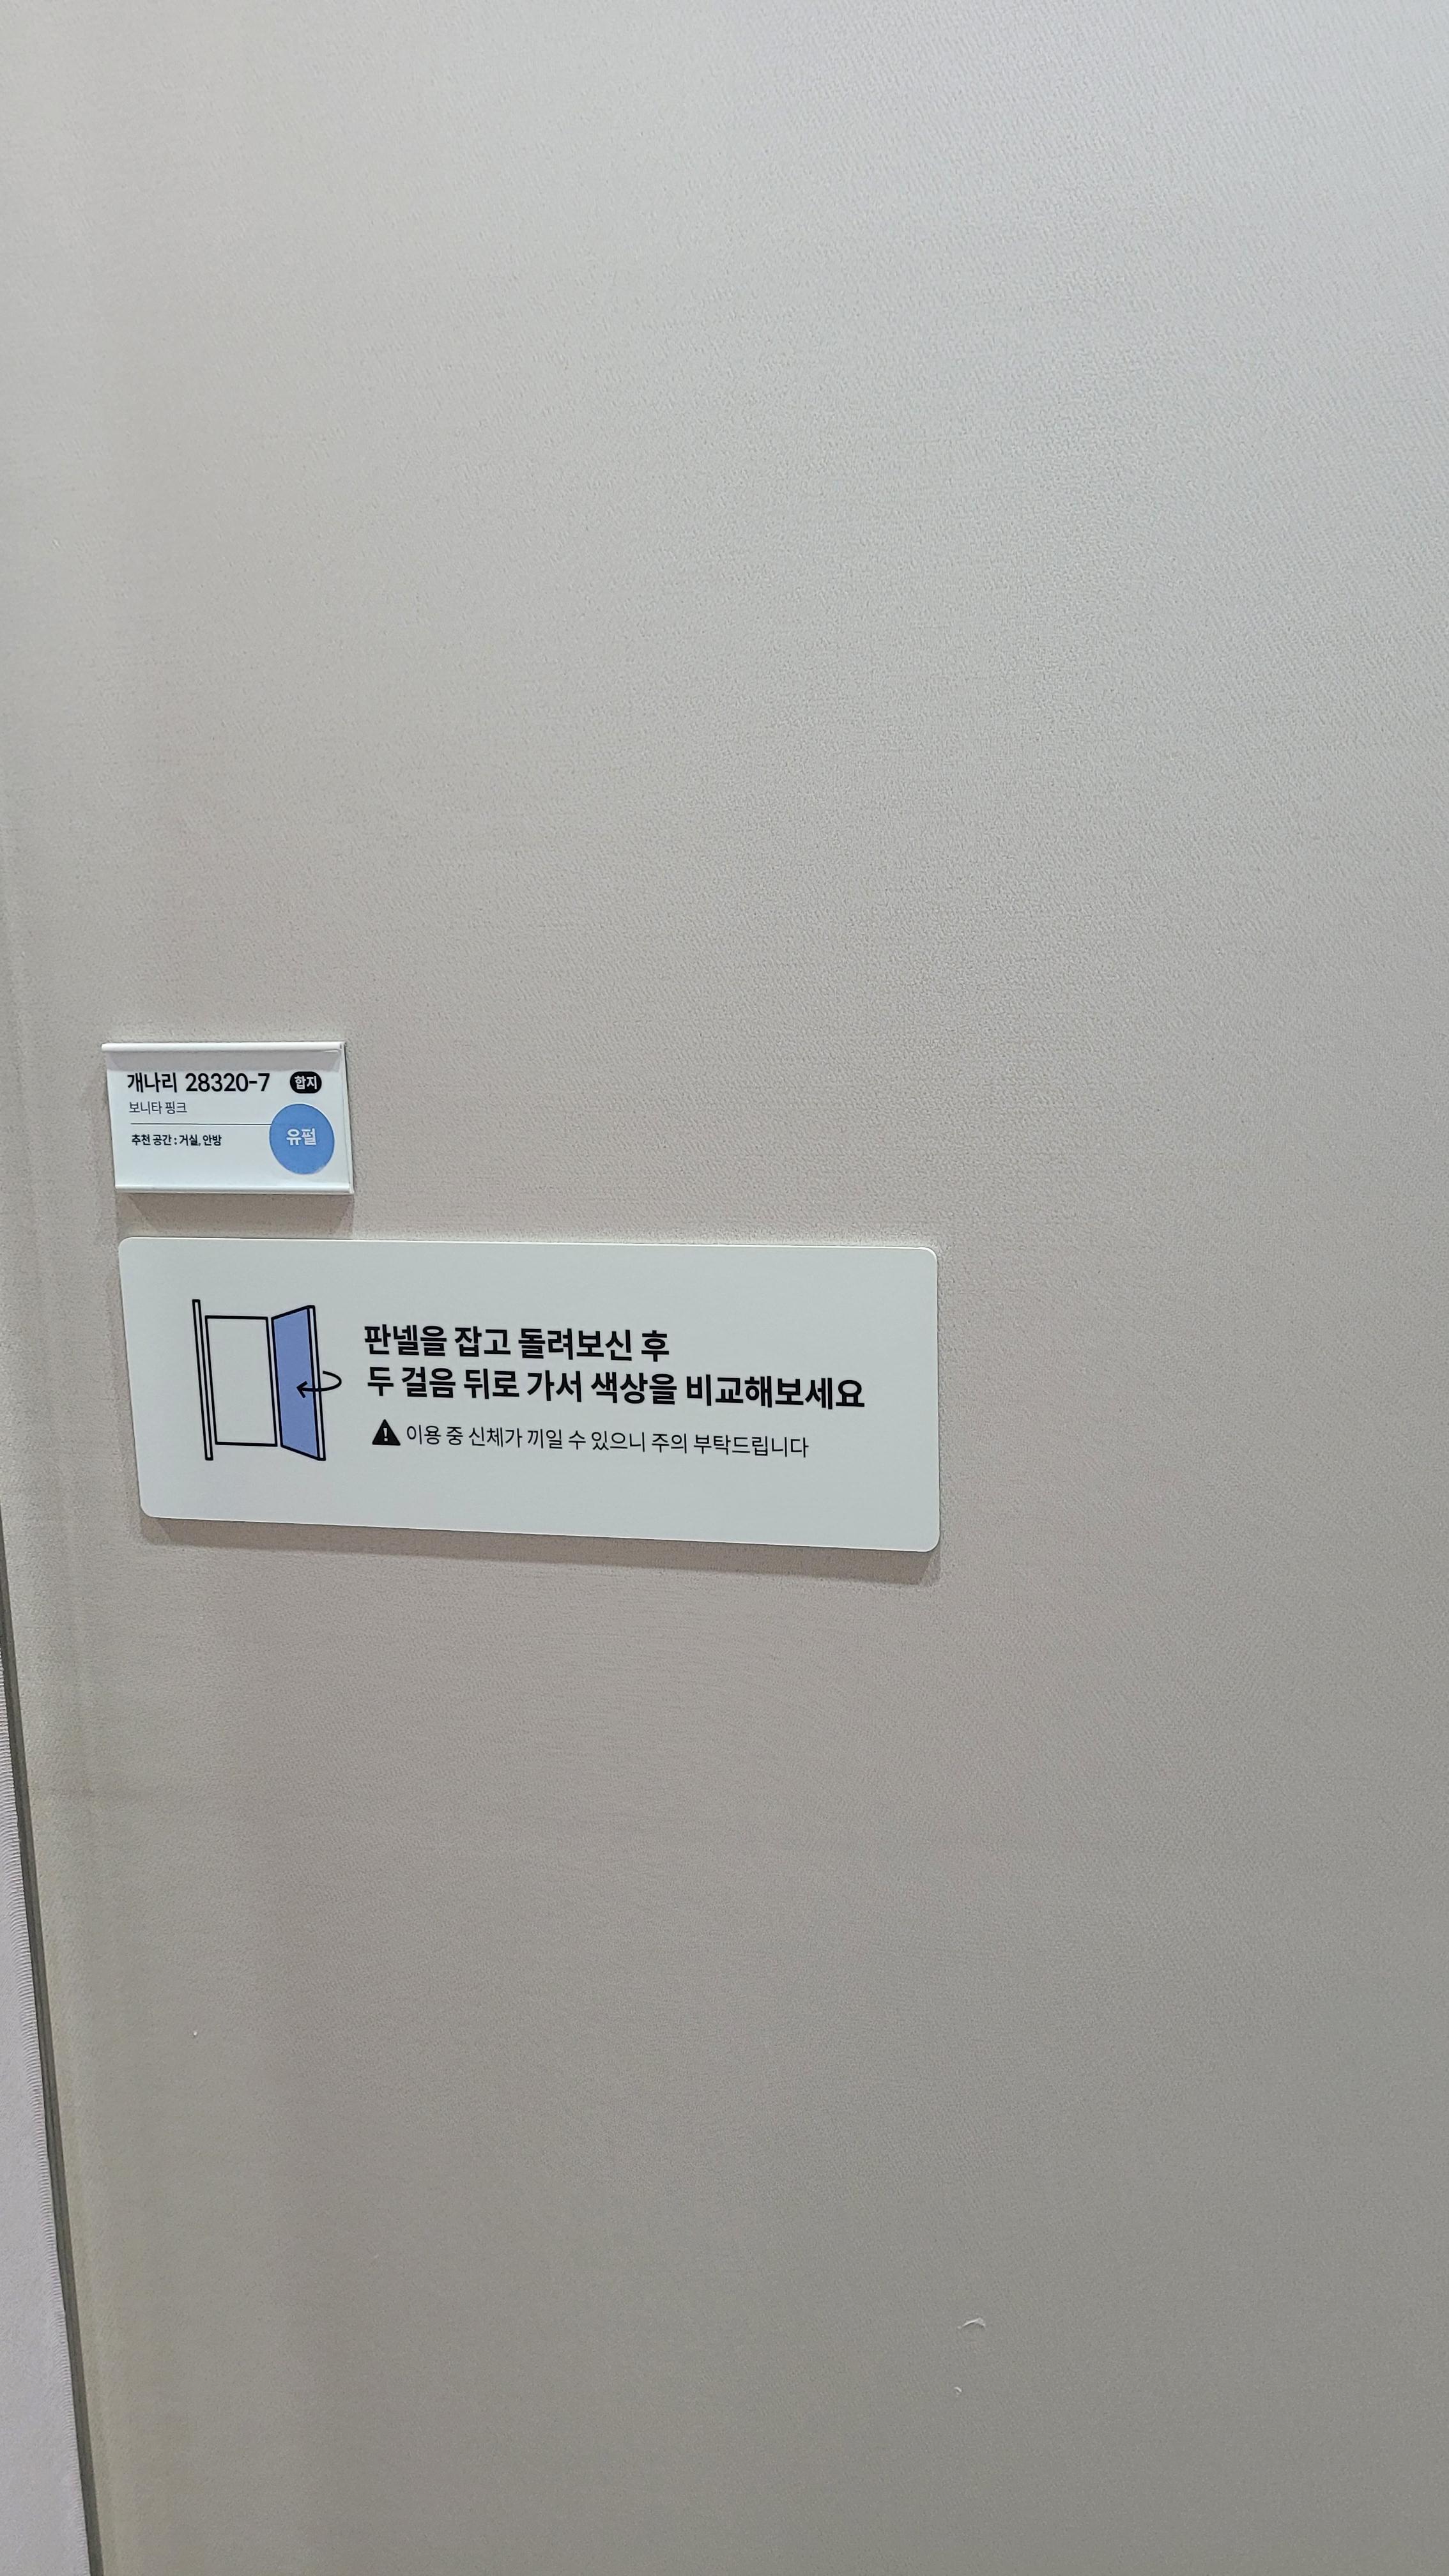 개나리 28320-7 합지
보니타 핑크
추천 공간 : 거실, 안방
유펄
판넬을 잡고 돌려보신 후
두 걸음 뒤로 가서 색상을 비교해보세요
이용 중 신체가 끼일 수 있으니 주의 부탁드립니다